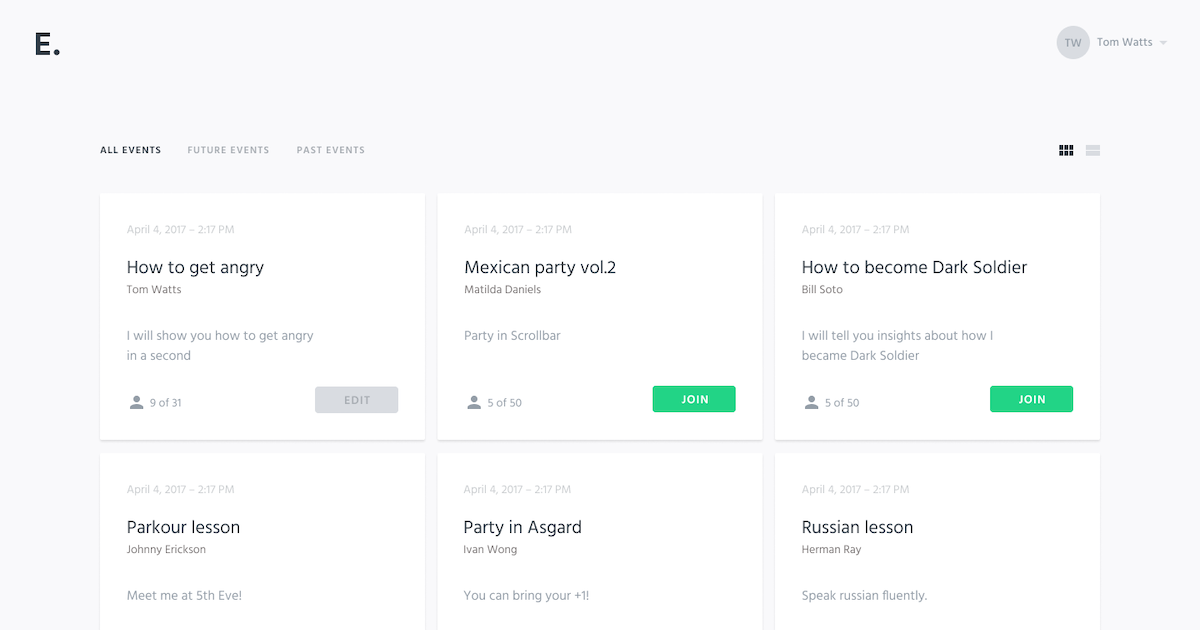 E.
TW Tom Watts
ALL EVENTS FUTURE EVENTS PAST EVENTS
April 4, 2017 – 2:17 PM
How to get angry
Tom Watts
I will show you how to get angry
in a second
9 of 31
EDIT
April 4, 2017 – 2:17 PM
Mexican party vol.2
Matilda Daniels
Party in Scrollbar
5 of 50
JOIN
April 4, 2017 – 2:17 PM
How to become Dark Soldier
Bill Soto
I will tell you insights about how I
became Dark Soldier
5 of 50
JOIN
April 4, 2017 – 2:17 PM
Parkour lesson
Johnny Erickson
Meet me at 5th Eve!
April 4, 2017 – 2:17 PM
Party in Asgard
Ivan Wong
You can bring your +1!
April 4, 2017 – 2:17 PM
Russian lesson
Herman Ray
Speak russian fluently.